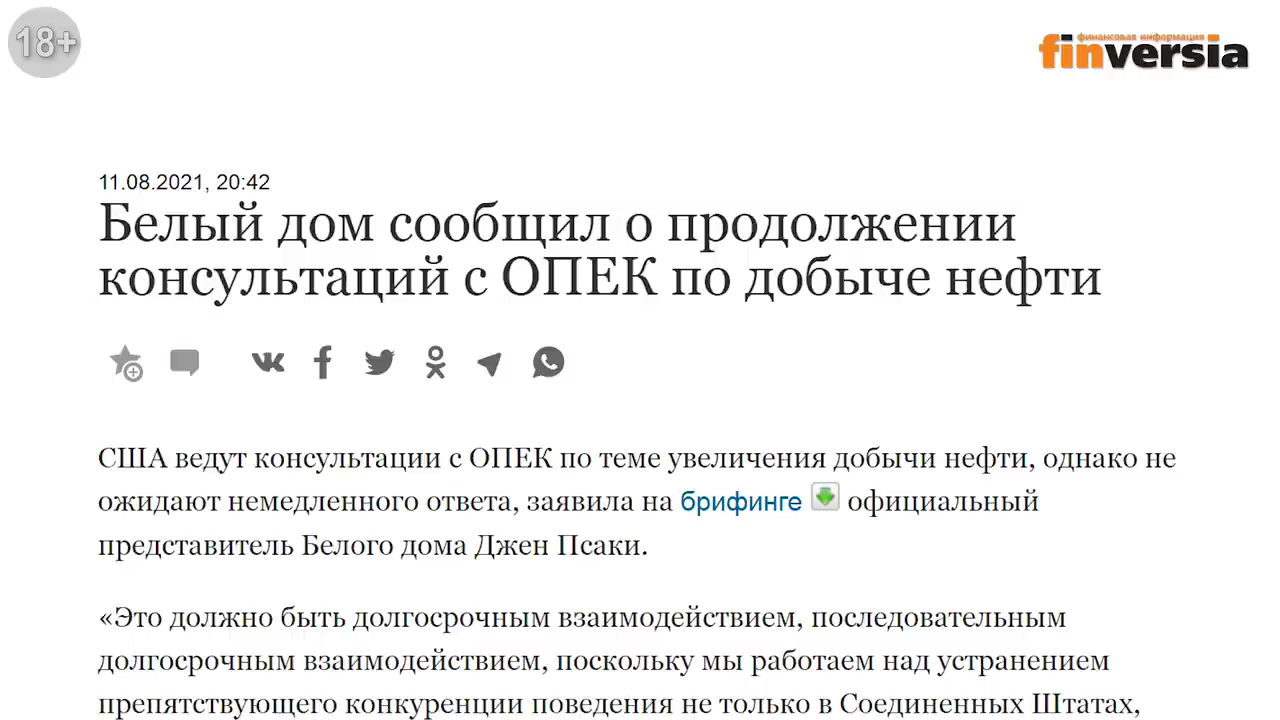 18+
финансовая информация
finversia
11.08.2021, 20:42
Белый дом сообщил о продолжении
консультаций с ОПЕК по добыче нефти
США ведут консультации с ОПЕК по теме увеличения добычи нефти, однако не
ожидают немедленного ответа, заявила на брифинге официальный
представитель Белого дома Джен Псаки.
«Это должно быть долгосрочным взаимодействием, последовательным
долгосрочным взаимодействием, поскольку мы работаем над устранением
препятствующего конкуренции поведения не только в Соединенных Штатах,